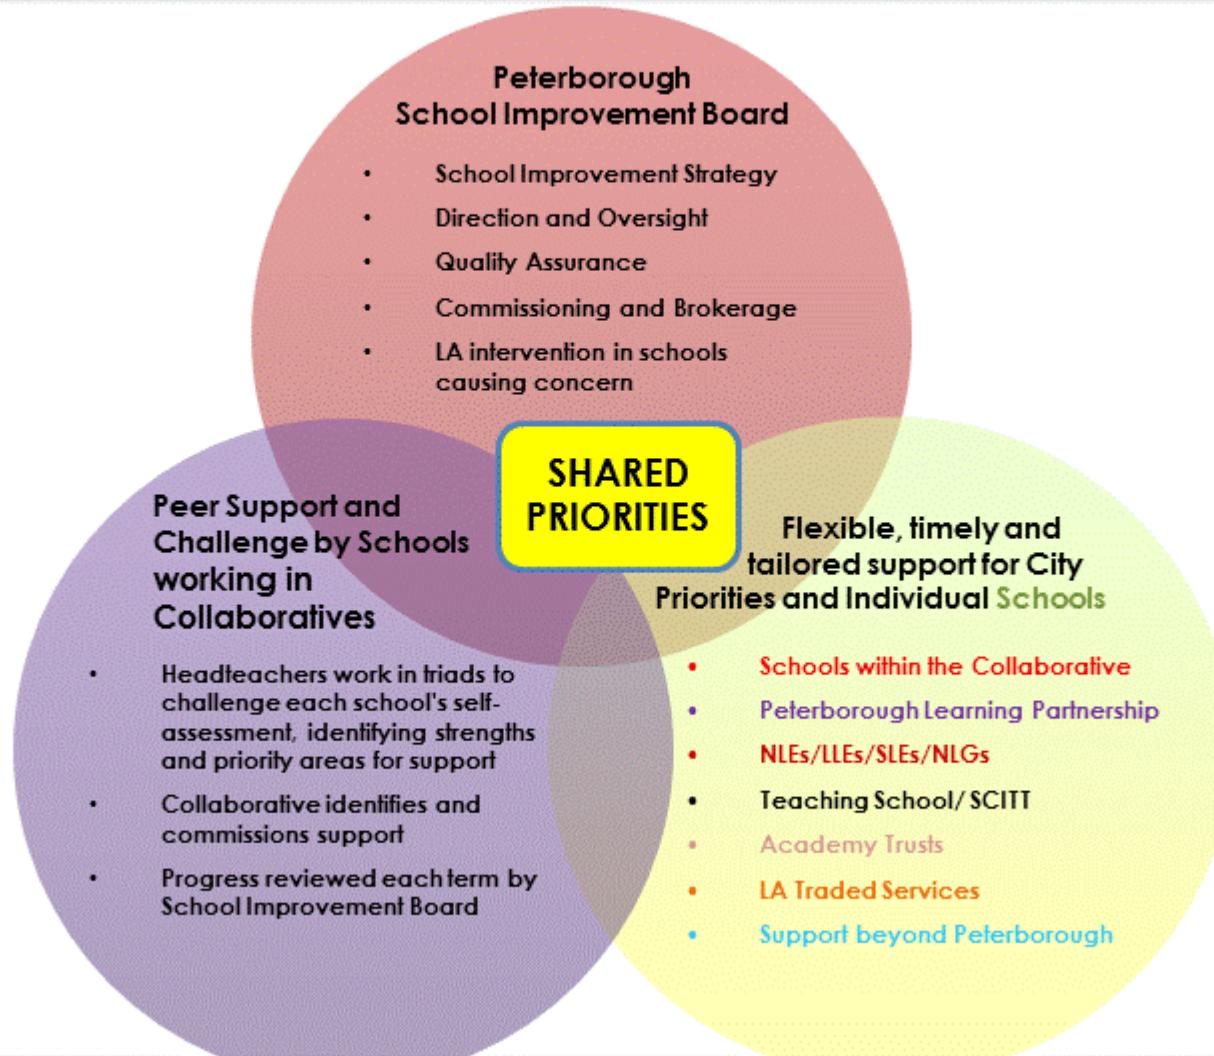 Peterborough
School Improvement Board
• School Improvement Strategy
• Direction and Oversight
• Quality Assurance
• Commissioning and Brokerage
• LA intervention in schools
causing concern
SHARED
PRIORITIES
Peer Support and
Challenge by Schools
working in
Collaboratives
• Headteachers work in triads to
challenge each school's self-
assessment, identifying strengths
and priority areas for support
• Collaborative identifies and
commissions support
• Progress reviewed each term by
School Improvement Board
Flexible, timely and
tailored support for City
Priorities and Individual Schools
• Schools within the Collaborative
• Peterborough Learning Partnership
• NLEs/LLEs/SLEs/NLGs
• Teaching School/ SCITT
• Academy Trusts
• LA Traded Services
• Support beyond Peterborough